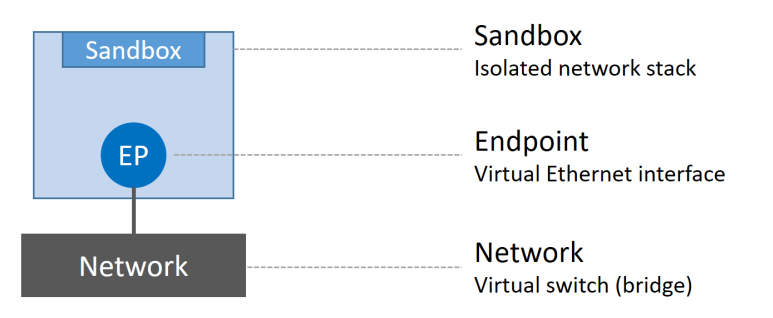 Sandbox
EP
Network
Sandbox
Isolated network stack
Endpoint
Virtual Ethernet interface
Network
Virtual switch (bridge)